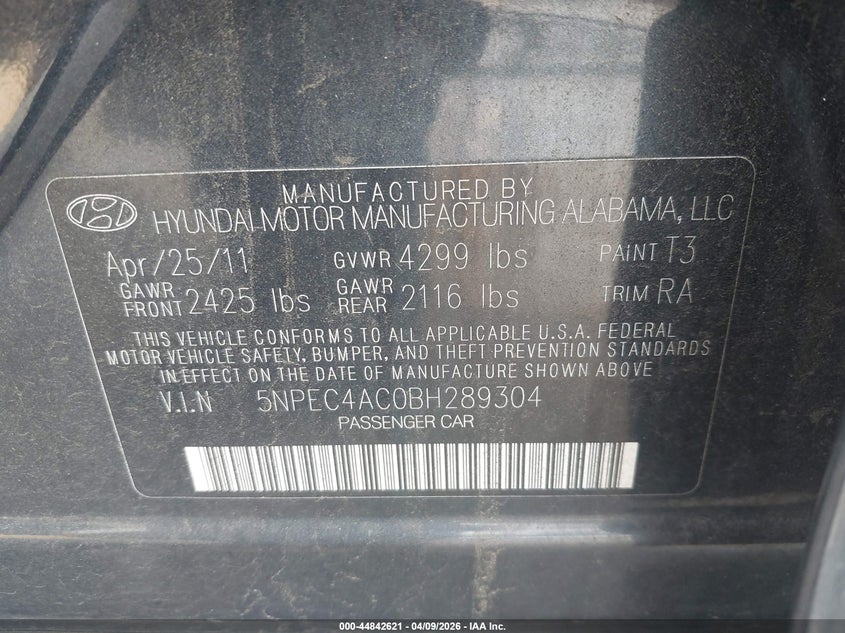 MANUFACTURED BY
HYUNDAI MOTOR MANUFACTURING ALABAMA, LLC
Apr/25/11 GVWR 4299 lbs PAINT T3
GAWR FRONT 2425 lbs GAWR REAR 2116 lbs TRIM RA
THIS VEHICLE CONFORMS TO ALL APPLICABLE U.S.A. FEDERAL
MOTOR VEHICLE SAFETY, BUMPER, AND THEFT PREVENTION STANDARDS
IN EFFECT ON THE DATE OF MANUFACTURE SHOWN ABOVE
V.I.N 5NPEC4AC0BH289304
PASSENGER CAR
000-44842621 - 04/09/2026 - IAA Inc.